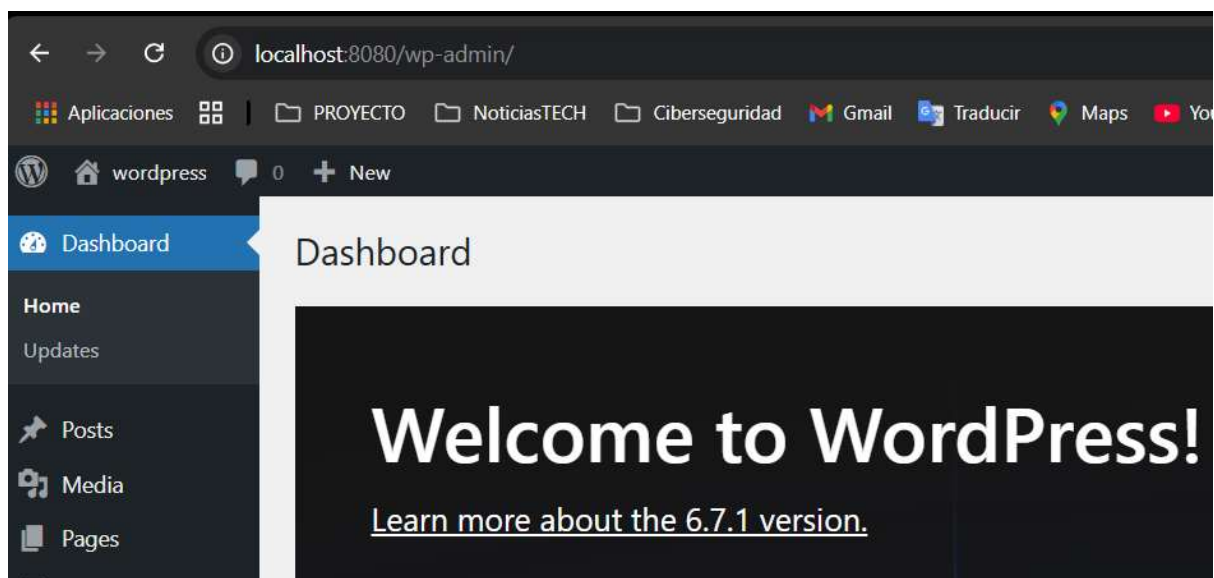 localhost:8080/wp-admin/
Aplicaciones PROYECTO NoticiasTECH Ciberseguridad Gmail Traducir Maps You
wordpress 0 New
Dashboard
Home
Updates
Posts
Media
Pages
Dashboard
Welcome to WordPress!
Learn more about the 6.7.1 version.